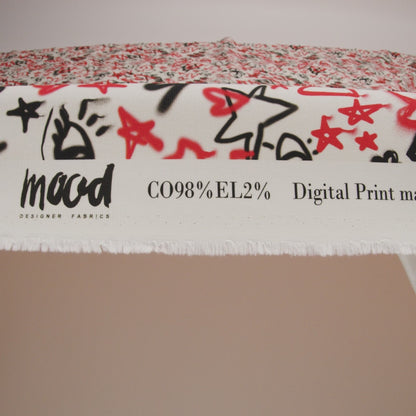 mood
DESIGNER FABRICS
CO98%EL2% Digital Print ma